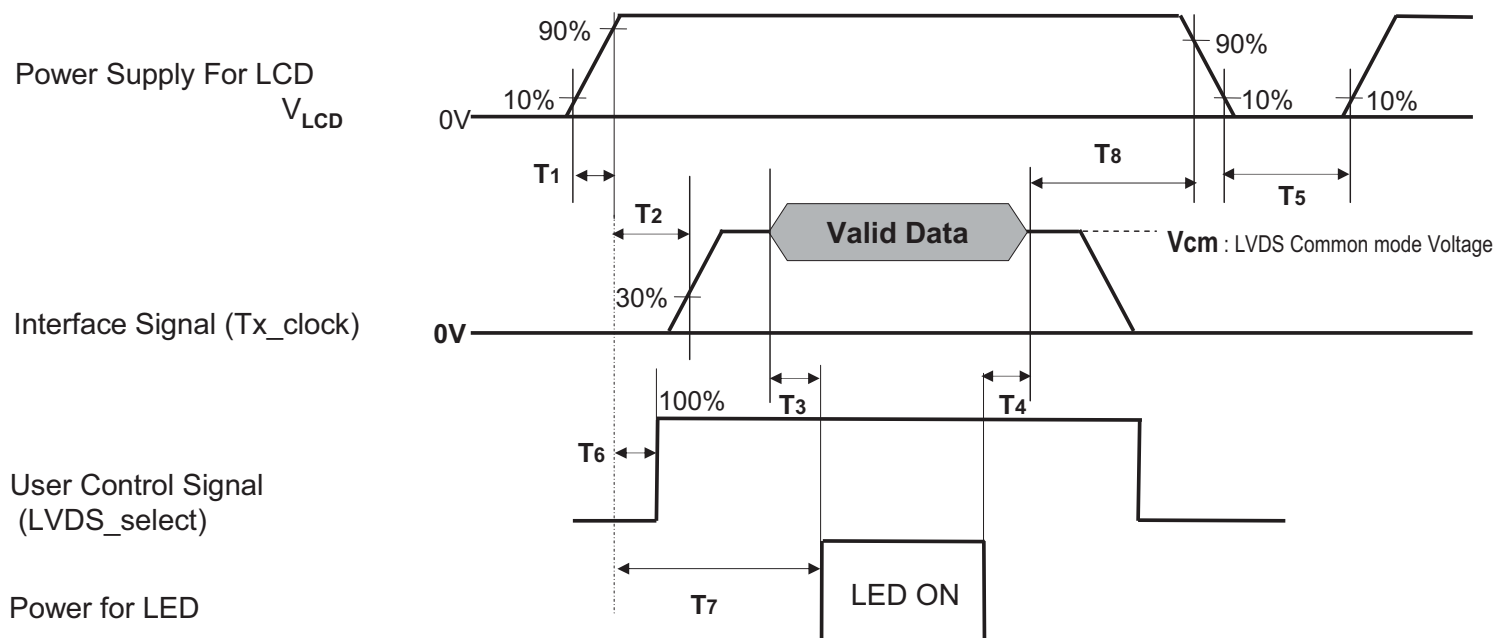 90%
90%
Power Supply For LCD
VLCD
10%
10%
10%
0V
T1
T8
T5
T2
Valid Data
Vcm : LVDS Common mode Voltage
30%
Interface Signal (Tx_clock)
0V
100%
T3
T4
T6
User Control Signal
(LVDS_select)
T7
LED ON
Power for LED